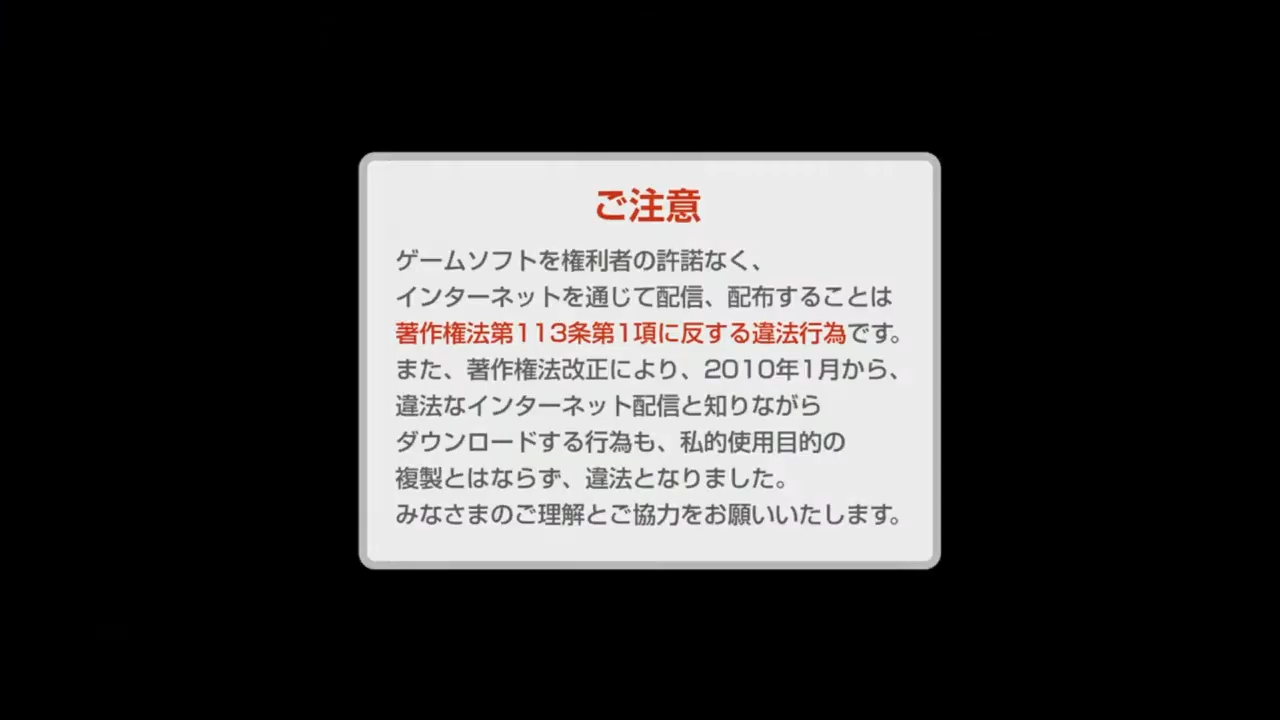 ご注意
ゲームソフトを権利者の許諾なく、
インターネットを通じて配信、配布することは
著作権法第113条第1項に反する違法行為です。
また、著作権法改正により、2010年1月から、
違法なインターネット配信と知りながら
ダウンロードする行為も、私的使用目的の
複製とはならず、違法となりました。
みなさまのご理解とご協力をお願いいたします。